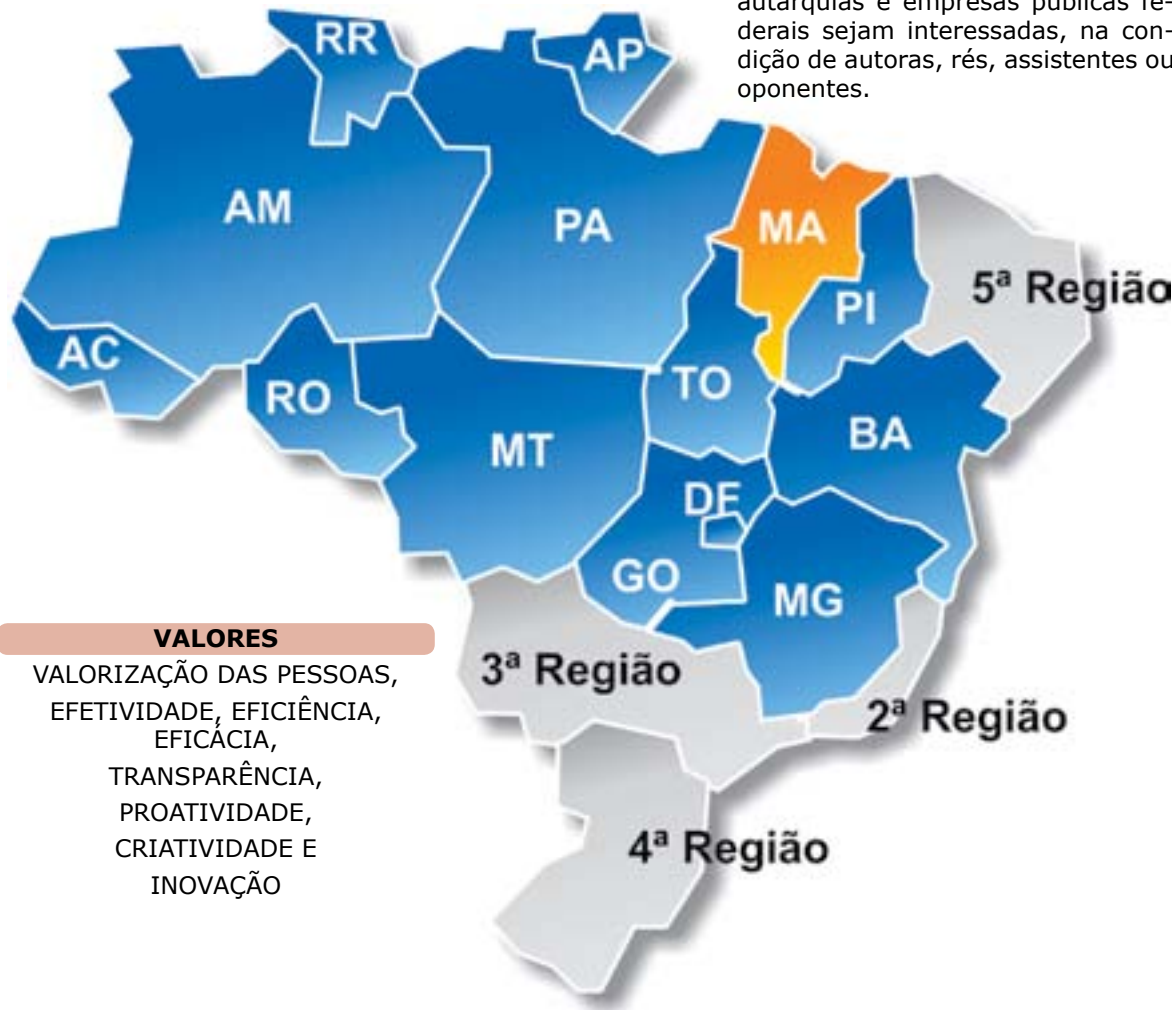 autarquias e empresas públicas fe-
derais sejam interessadas, na con-
dição de autoras, rés, assistentes ou
oponentes.
RR
AP
AM
PA
MA
PI
5ª Região
AC
RO
TO
MT
BA
DF
GO
MG
3ª Região
2ª Região
4ª Região
VALORES
VALORIZAÇÃO DAS PESSOAS,
EFETIVIDADE, EFICIÊNCIA,
EFICÁCIA,
TRANSPARÊNCIA,
PROATIVIDADE,
CRIATIVIDADE E
INOVAÇÃO